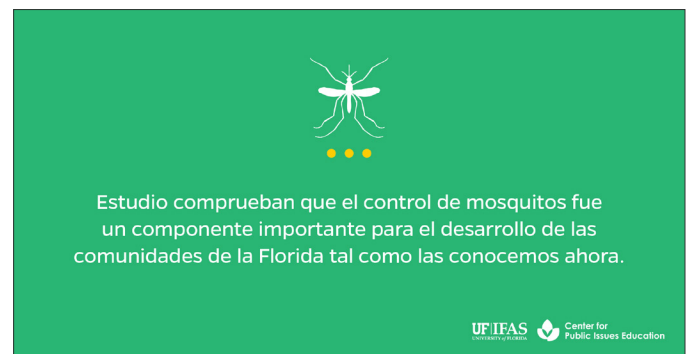 Estudio comprueban que el control de mosquitos fue
un componente importante para el desarrollo de las
comunidades de la Florida tal como las conocemos ahora.
UF|IFAS
UNIVERSITY of FLORIDA
Center for
Public Issues Education